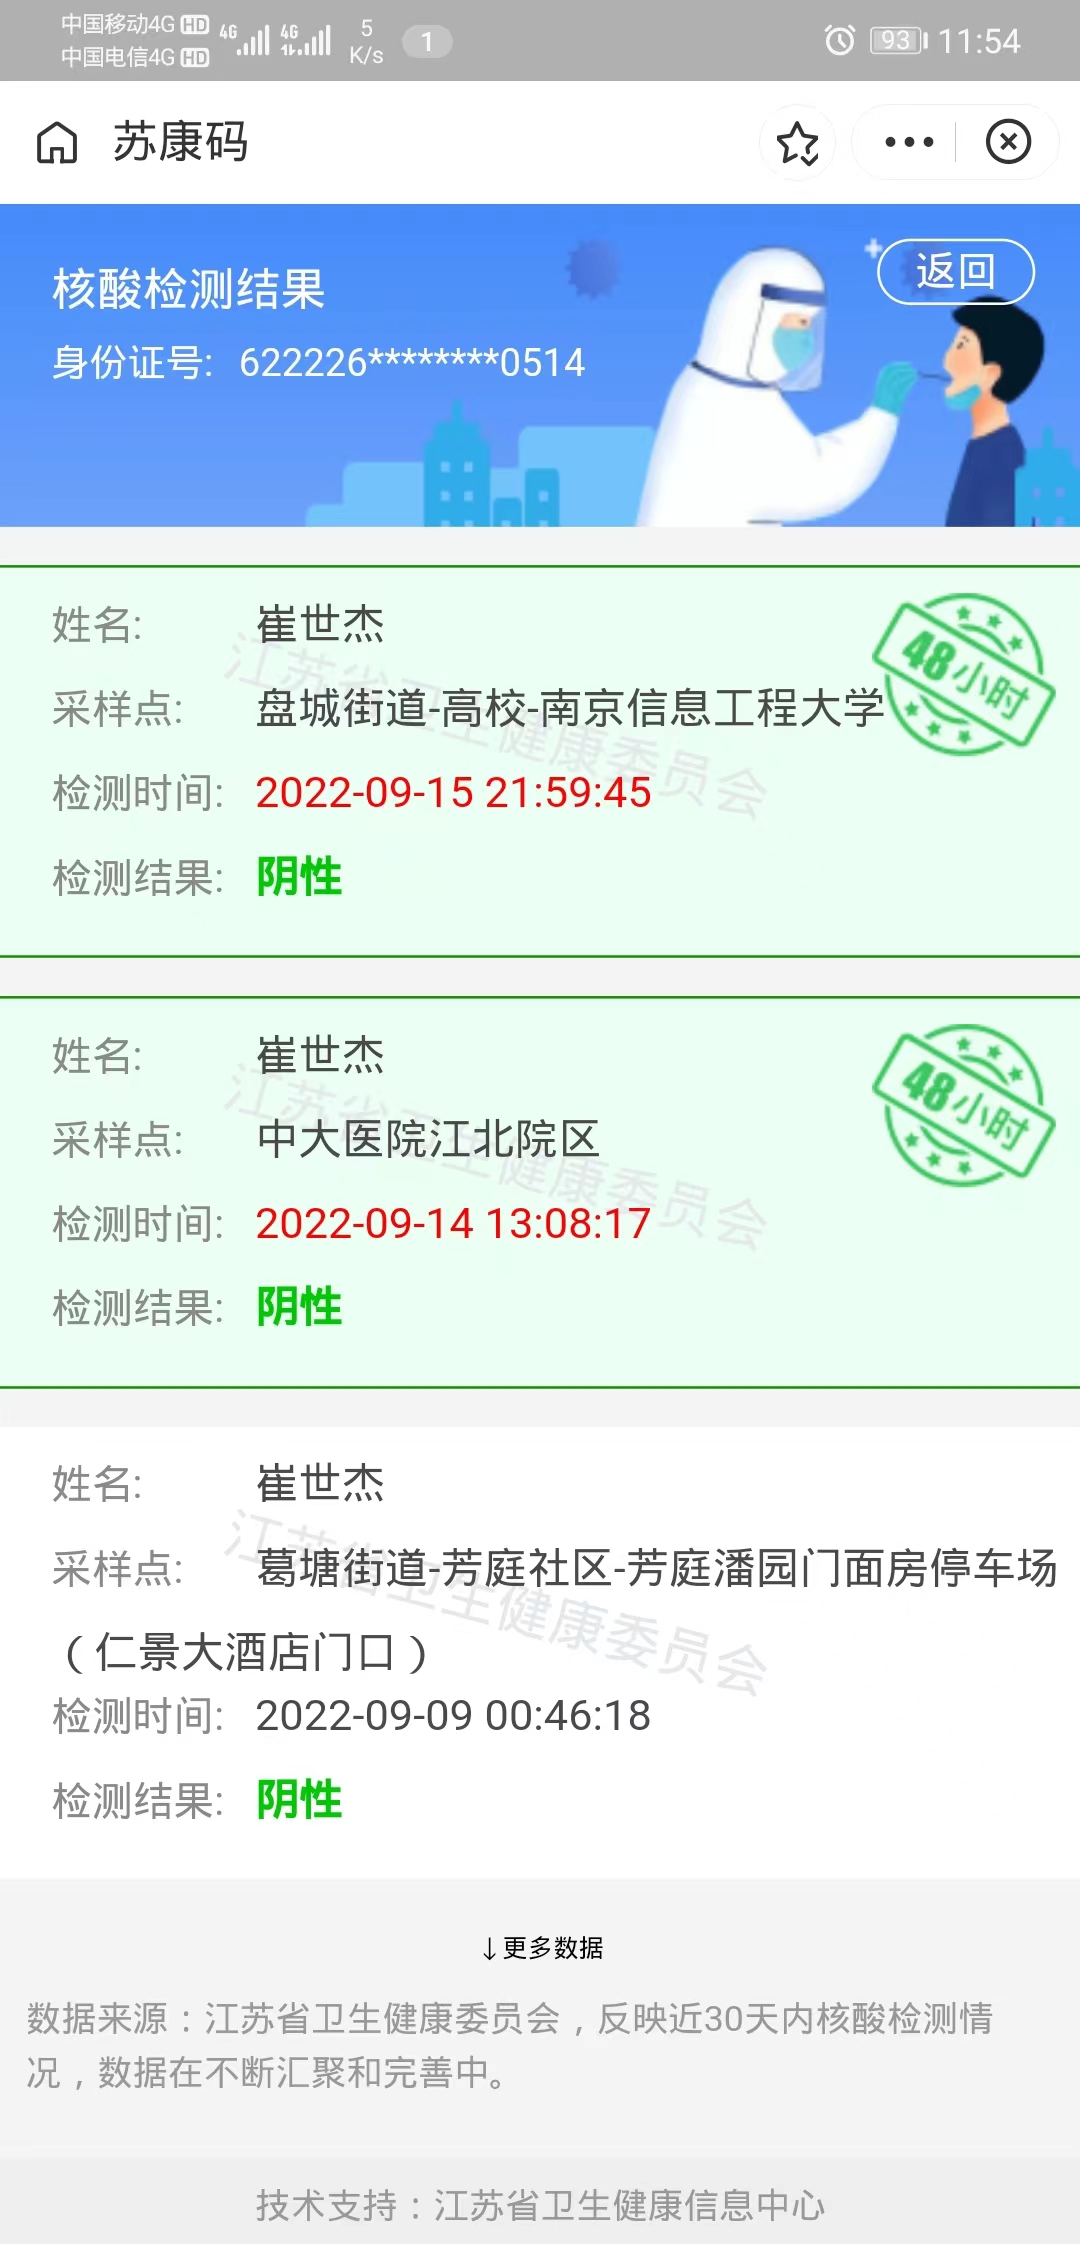 中国移动4G HD 4G 4G 5 K/s 1 93 11:54
中国电信4G HD
苏康码
核酸检测结果
返回
身份证号: 622226********0514
姓名: 崔世杰
48小时
采样点: 盘城街道-高校-南京信息工程大学
检测时间: 2022-09-15 21:59:45
检测结果: 阴性
江苏省卫生健康委员会
姓名: 崔世杰
48小时
采样点: 中大医院江北院区
检测时间: 2022-09-14 13:08:17
检测结果: 阴性
江苏省卫生健康委员会
姓名: 崔世杰
采样点: 葛塘街道-芳庭社区-芳庭潘园门面房停车场
（仁景大酒店门口）
检测时间: 2022-09-09 00:46:18
检测结果: 阴性
江苏省卫生健康委员会
↓更多数据
数据来源：江苏省卫生健康委员会，反映近30天内核酸检测情
况，数据在不断汇聚和完善中。
技术支持：江苏省卫生健康信息中心